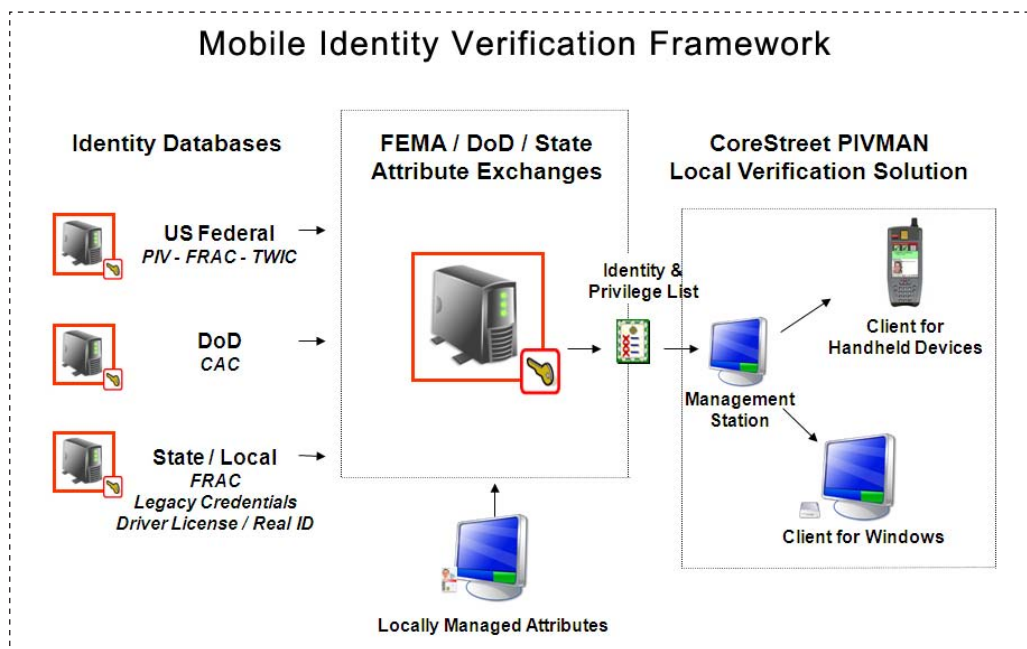 Mobile Identity Verification Framework
Identity Databases
US Federal
PIV - FRAC - TWIC
DoD
CAC
State / Local
FRAC
Legacy Credentials
Driver License / Real ID
FEMA / DoD / State
Attribute Exchanges
Locally Managed Attributes
Identity &
Privilege List
CoreStreet PIVMAN
Local Verification Solution
Management
Station
Client for
Handheld Devices
Client for Windows